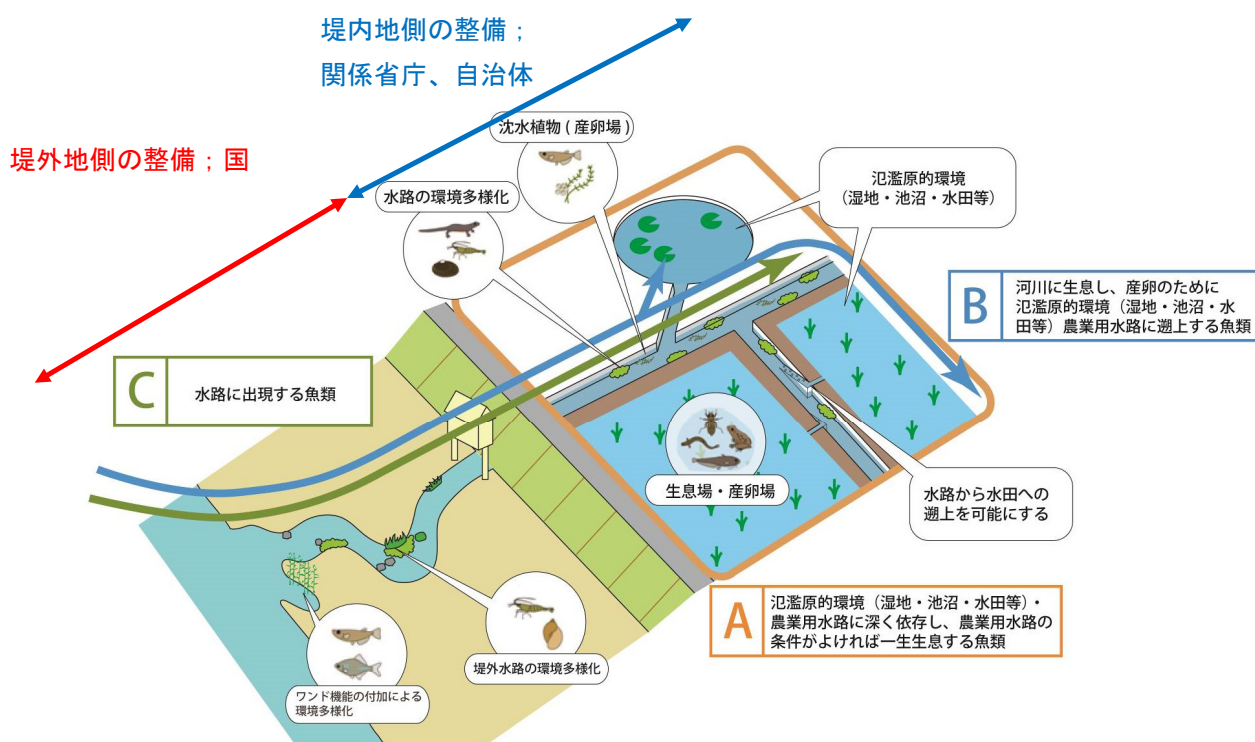 堤内地側の整備；
関係省庁、自治体
堤外地側の整備；国
沈水植物（産卵場）
水路の環境多様化
氾濫原的環境
（湿地・池沼・水田等）
B
河川に生息し、産卵のために
氾濫原的環境（湿地・池沼・水
田等）農業用水路に遡上する魚類
C
水路に出現する魚類
生息場・産卵場
水路から水田への
遡上を可能にする
A
氾濫原的環境（湿地・池沼・水田等）・
農業用水路に深く依存し、農業用水路の
条件がよければ一生生息する魚類
堤外水路の環境多様化
ワンド機能の付加による
環境多様化